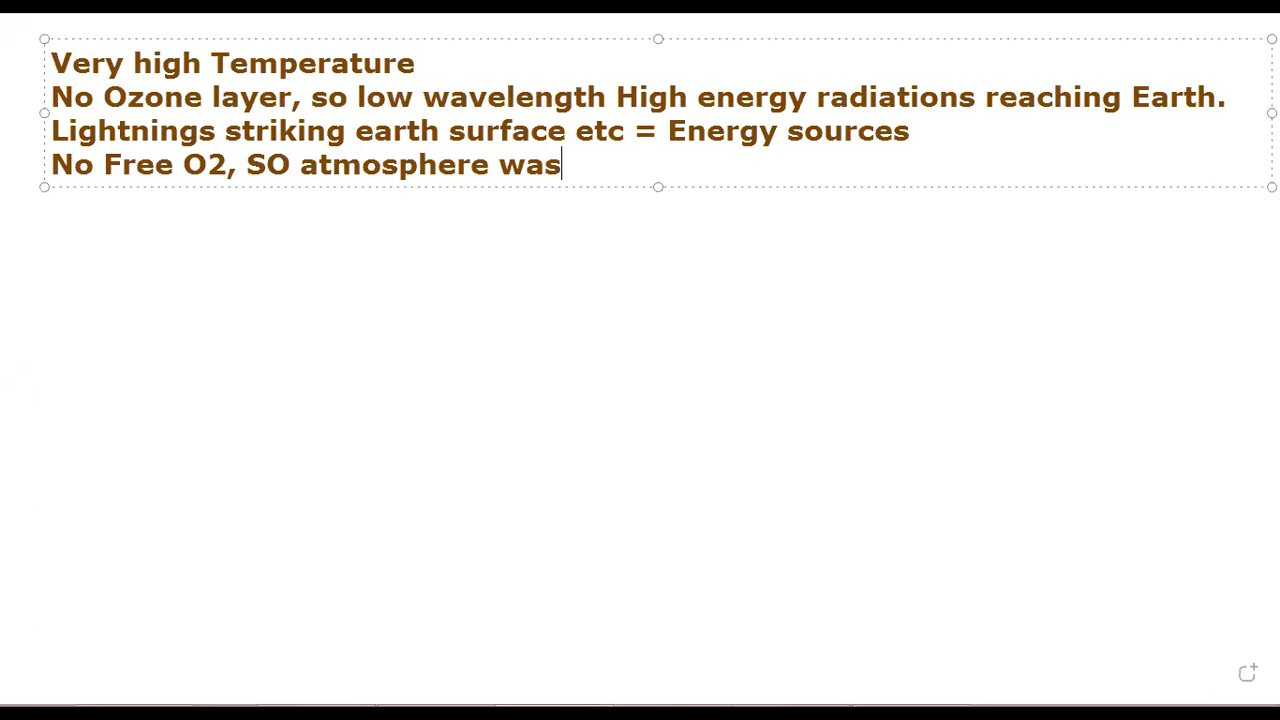 Very high Temperature
No Ozone layer, so low wavelength High energy radiations reaching Earth.
Lightnings striking earth surface etc = Energy sources
No Free O2, SO atmosphere was